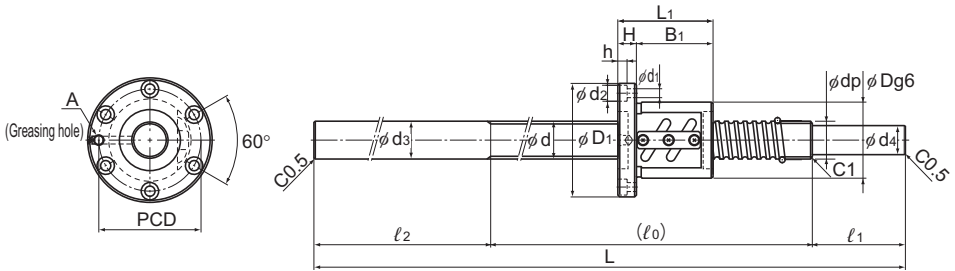 A
(Greasing hole)
60°
PCD
L₁
H
B₁
h
φd₁
φd₂
φdp
φDg6
φd₃
φd
φD₁
φd₄
C0.5
C1
C0.5
ℓ₂
(ℓ₀)
ℓ₁
L